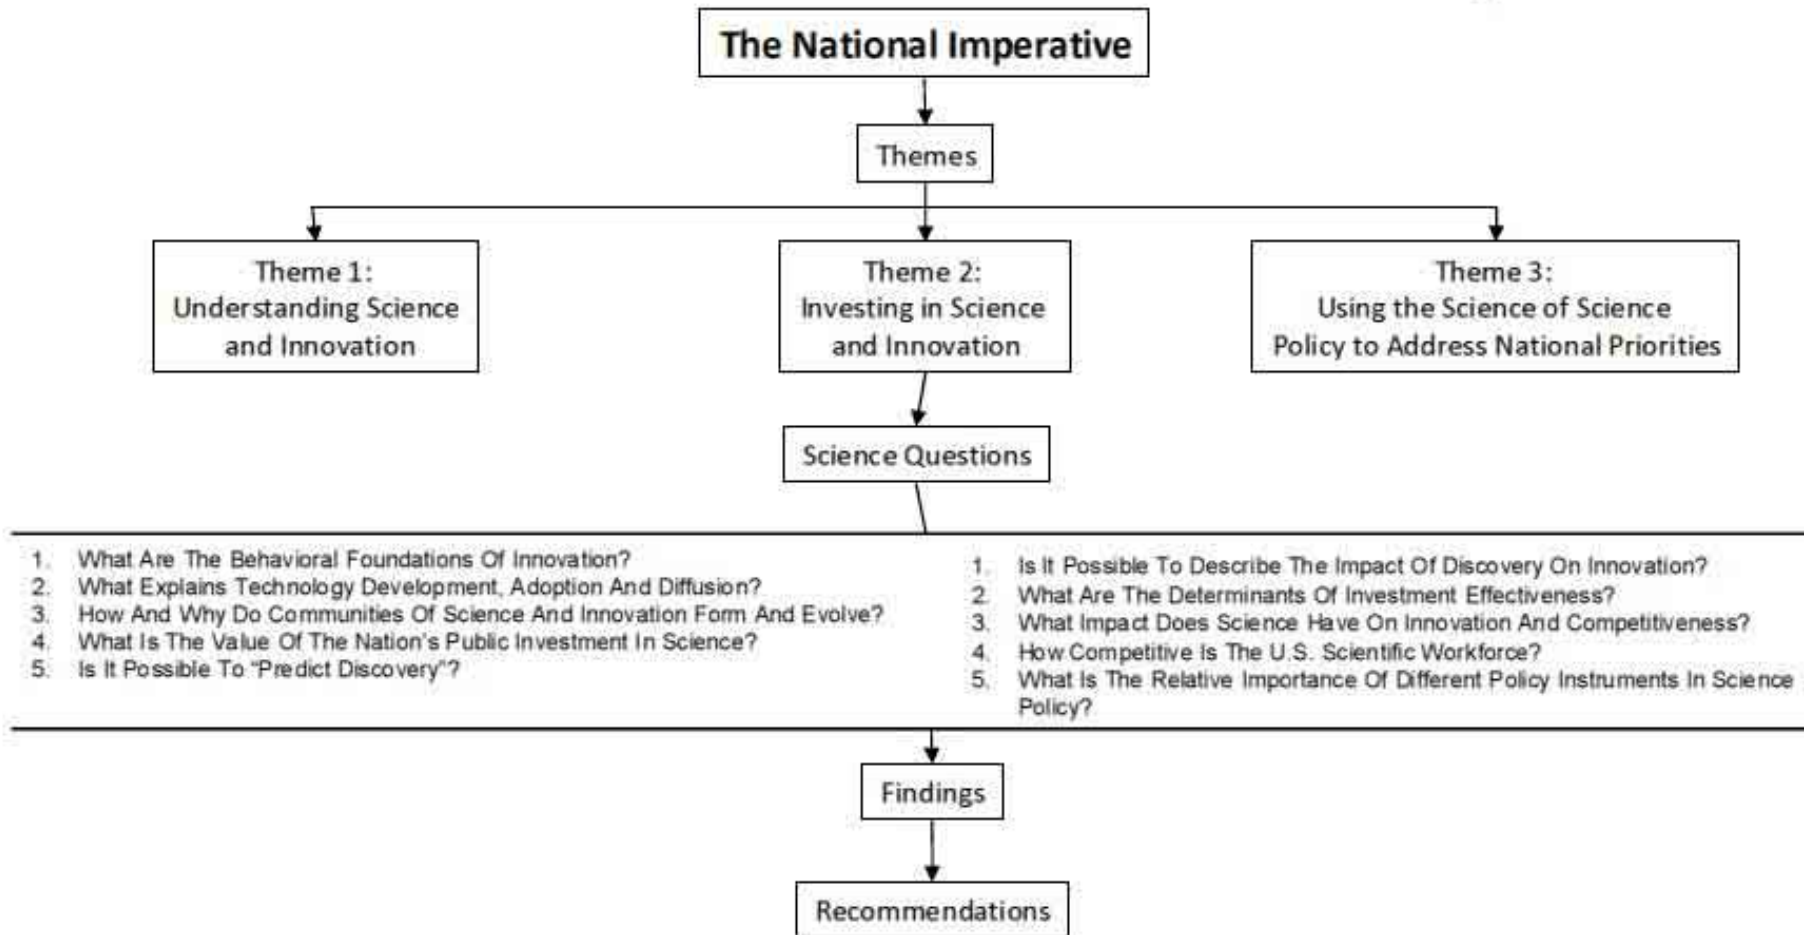 The National Imperative
Themes
Theme 1:
Understanding Science
and Innovation
Theme 2:
Investing in Science
and Innovation
Theme 3:
Using the Science of Science
Policy to Address National Priorities
Science Questions
1. What Are The Behavioral Foundations Of Innovation?
2. What Explains Technology Development, Adoption And Diffusion?
3. How And Why Do Communities Of Science And Innovation Form And Evolve?
4. What Is The Value Of The Nation's Public Investment In Science?
5. Is It Possible To "Predict Discovery"?
1. Is It Possible To Describe The Impact Of Discovery On Innovation?
2. What Are The Determinants Of Investment Effectiveness?
3. What Impact Does Science Have On Innovation And Competitiveness?
4. How Competitive Is The U.S. Scientific Workforce?
5. What Is The Relative Importance Of Different Policy Instruments In Science
Policy?
Findings
Recommendations